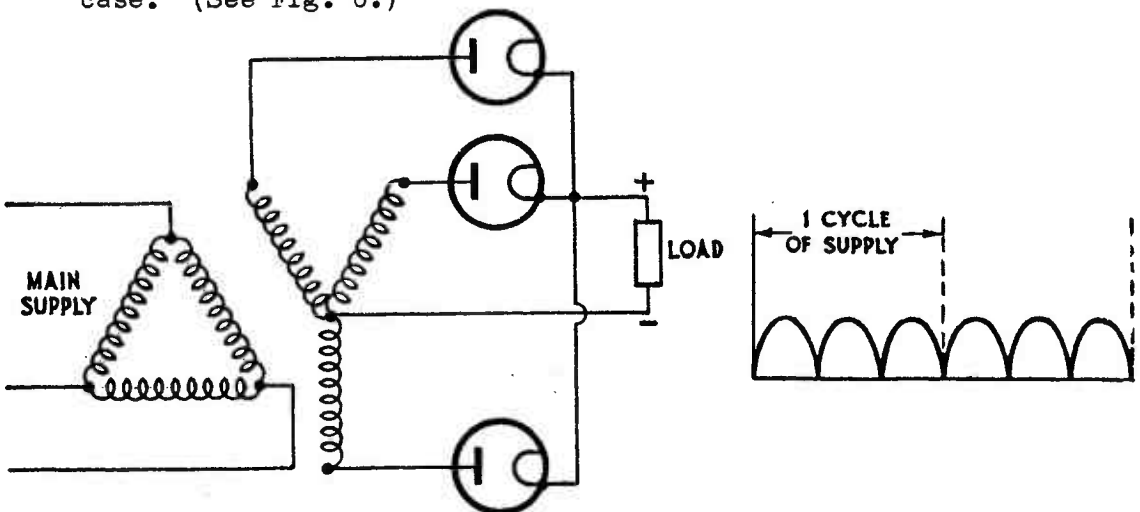 case. (See Fig. 6.)
MAIN
SUPPLY
+
LOAD
-
1 CYCLE
OF SUPPLY